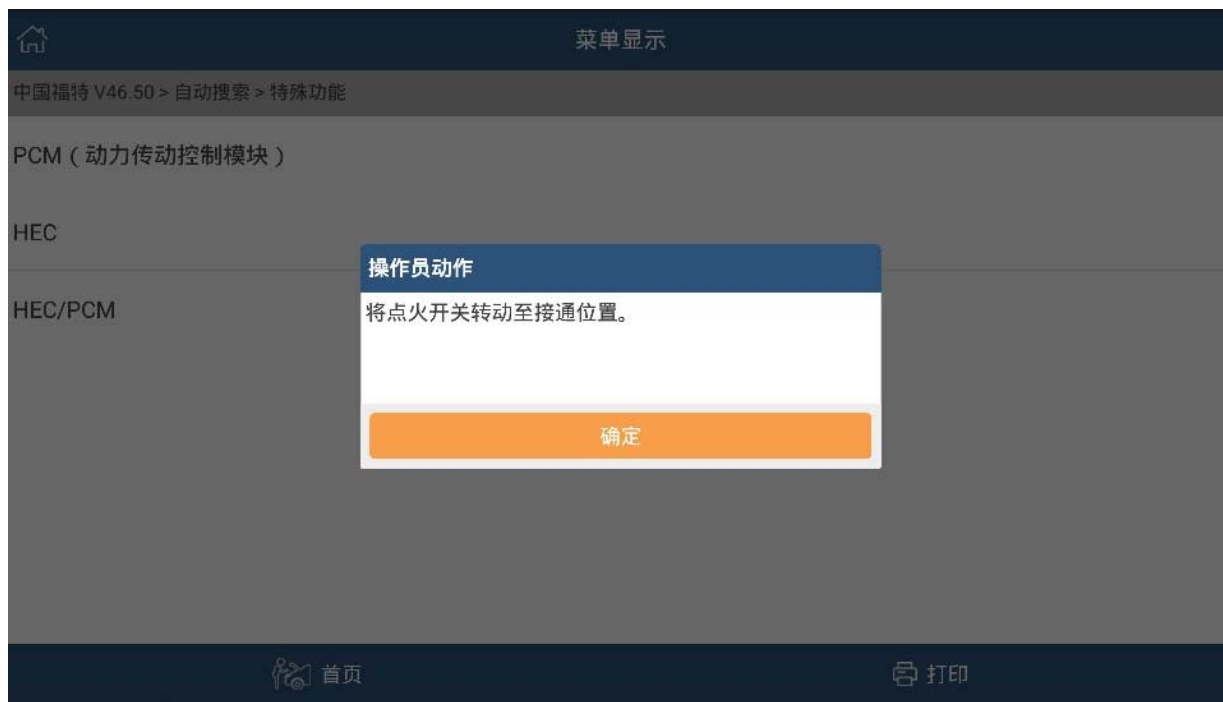 菜单显示
中国福特 V46.50 > 自动搜索 > 特殊功能
PCM ( 动力传动控制模块 )
HEC
操作员动作
HEC/PCM
将点火开关转动至接通位置。
确定
首页
打印